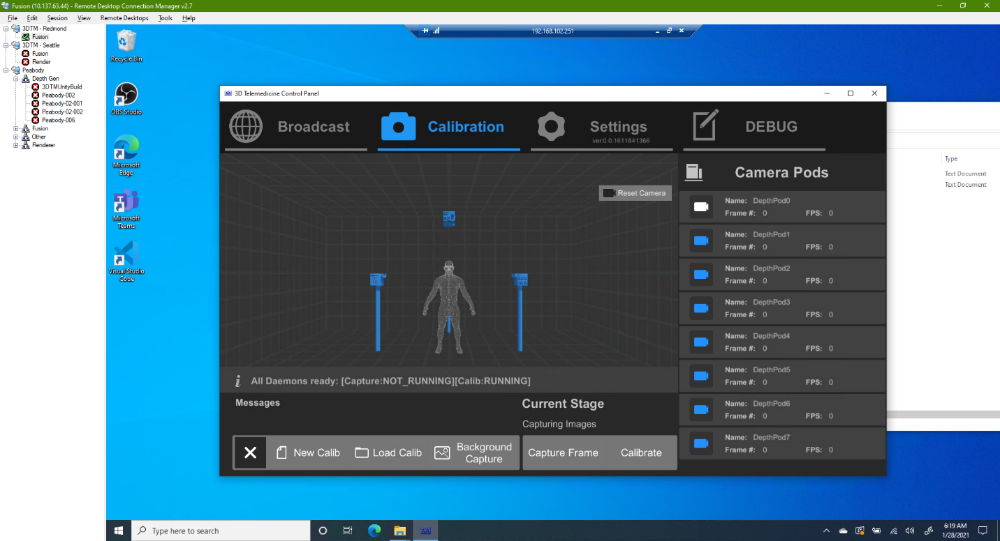 Fusion (10.137.63.44) - Remote Desktop Connection Manager v2.7
File Edit Session View Remote Desktops Tools Help
3DTM - Redmond
Fusion
3DTM - Seattle
Fusion
Render
Peabody
Depth Gen
3DTMUnityBuild
Peabody-002
Peabody-02-001
Peabody-02-002
Peabody-006
Fusion
Other
Renderer
192.168.102.251
Recycle Bin
OBS Studio
Microsoft
Edge
Microsoft
Teams
Visual Studio
Code
3D Telemedicine Control Panel
Broadcast
Calibration
Settings
ver:0.0.1611841366
DEBUG
Reset Camera
Camera Pods
Name: DepthPod0
Frame #: 0 FPS: 0
Name: DepthPod1
Frame #: 0 FPS: 0
Name: DepthPod2
Frame #: 0 FPS: 0
Name: DepthPod3
Frame #: 0 FPS: 0
Name: DepthPod4
Frame #: 0 FPS: 0
Name: DepthPod5
Frame #: 0 FPS: 0
Name: DepthPod6
Frame #: 0 FPS: 0
Name: DepthPod7
Frame #: 0 FPS: 0
All Daemons ready: [Capture:NOT_RUNNING][Calib:RUNNING]
Messages
Current Stage
Capturing Images
New Calib
Load Calib
Background
Capture
Capture Frame
Calibrate
Type
Text Document
Text Document
Type here to search
6:19 AM
1/28/2021